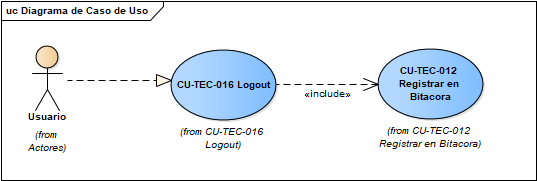 uc Diagrama de Caso de Uso
Usuario
(from
Actores)
CU-TEC-016 Logout
(from CU-TEC-016
Logout)
«include»
CU-TEC-012
Registrar en
Bitacora
(from CU-TEC-012
Registrar en Bitacora)